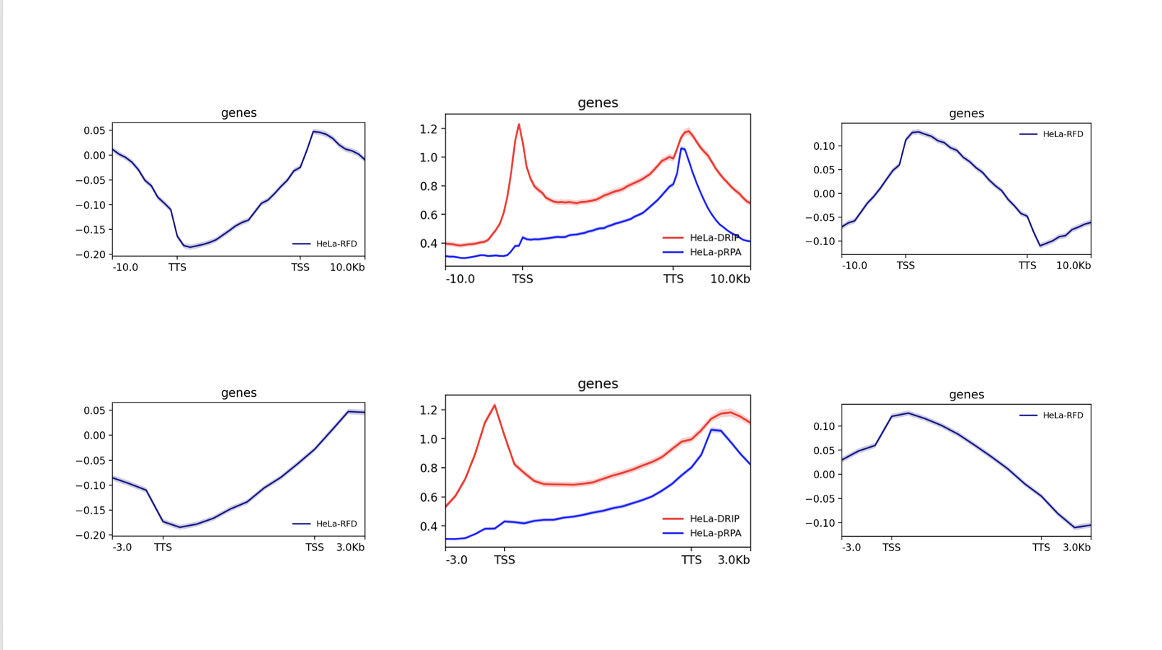 genes
0.05
0.00
−0.05
−0.10
−0.15
−0.20
HeLa-RFD
-10.0 TTS TSS 10.0Kb
genes
1.2
1.0
0.8
0.6
0.4
HeLa-DRIP
HeLa-pRPA
-10.0 TSS TTS 10.0Kb
genes
HeLa-RFD
0.10
0.05
0.00
−0.05
−0.10
-10.0 TSS TTS 10.0Kb
genes
0.05
0.00
−0.05
−0.10
−0.15
−0.20
HeLa-RFD
-3.0 TTS TSS 3.0Kb
genes
1.2
1.0
0.8
0.6
0.4
HeLa-DRIP
HeLa-pRPA
-3.0 TSS TTS 3.0Kb
genes
HeLa-RFD
0.10
0.05
0.00
−0.05
−0.10
-3.0 TSS TTS 3.0Kb